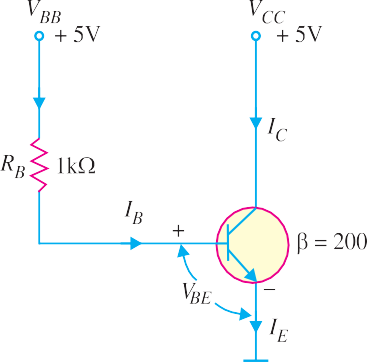 V_BB
+ 5V
V_CC
+ 5V
I_C
R_B 1kΩ
I_B
+
β = 200
V_BE
–
I_E